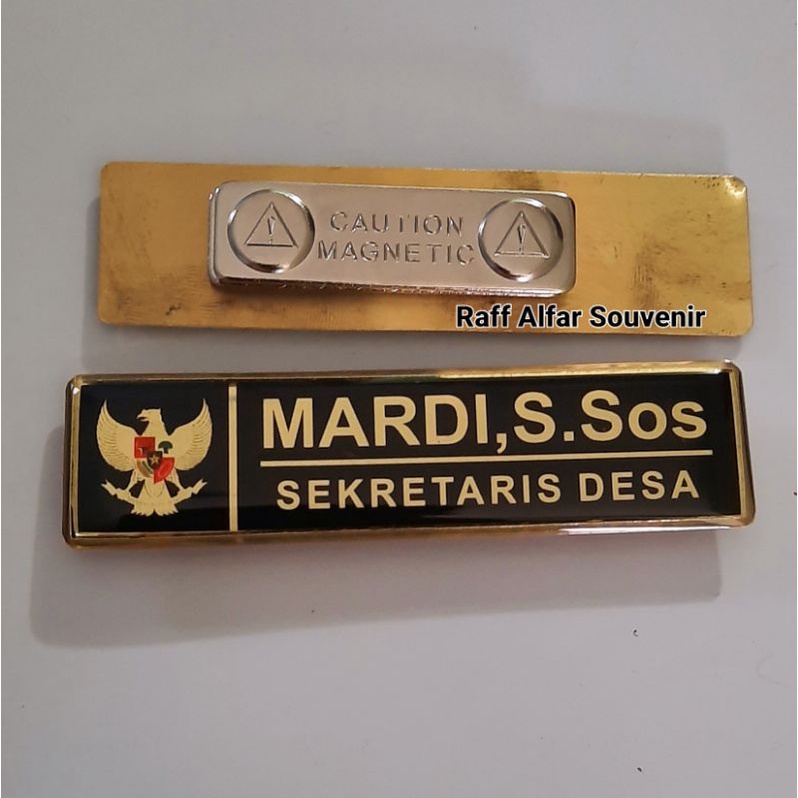 CAUTION
MAGNETIC
Raff Alfar Souvenir
MARDI,S.Sos
SEKRETARIS DESA